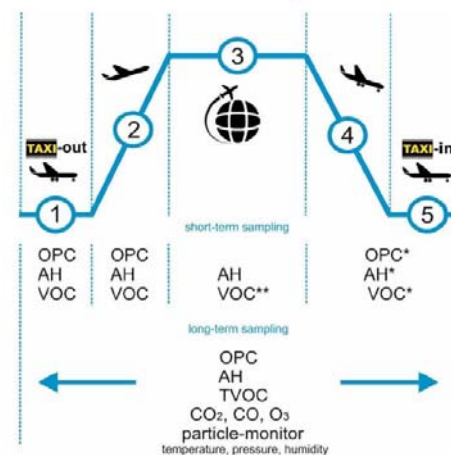 3
2
4
TAXI-out
TAXI-in
1
5
short-term sampling
OPC OPC OPC*
AH AH AH AH*
VOC VOC VOC** VOC*
long-term sampling
OPC
AH
TVOC
CO₂, CO, O₃
particle-monitor
temperature, pressure, humidity